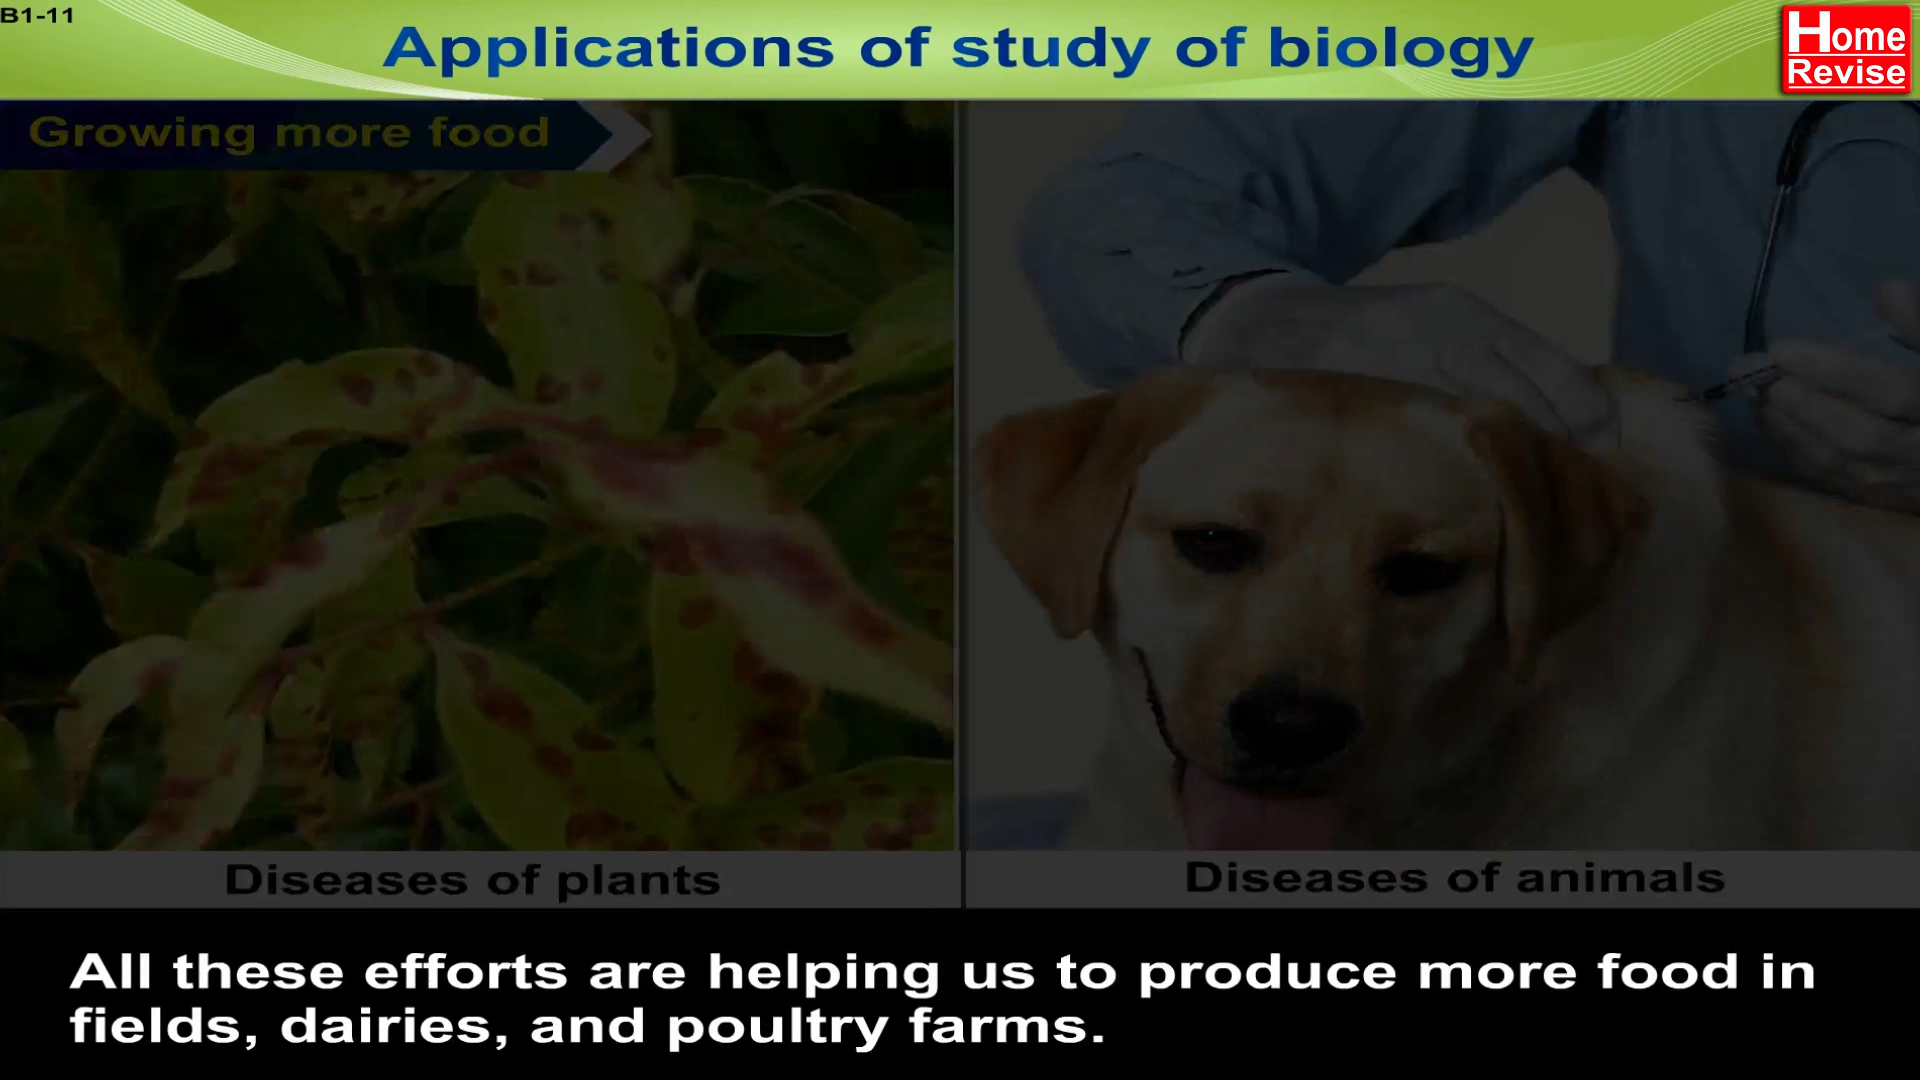 B1-11
Applications of study of biology
Home
Revise
Growing more food
Diseases of plants
Diseases of animals
All these efforts are helping us to produce more food in
fields, dairies, and poultry farms.